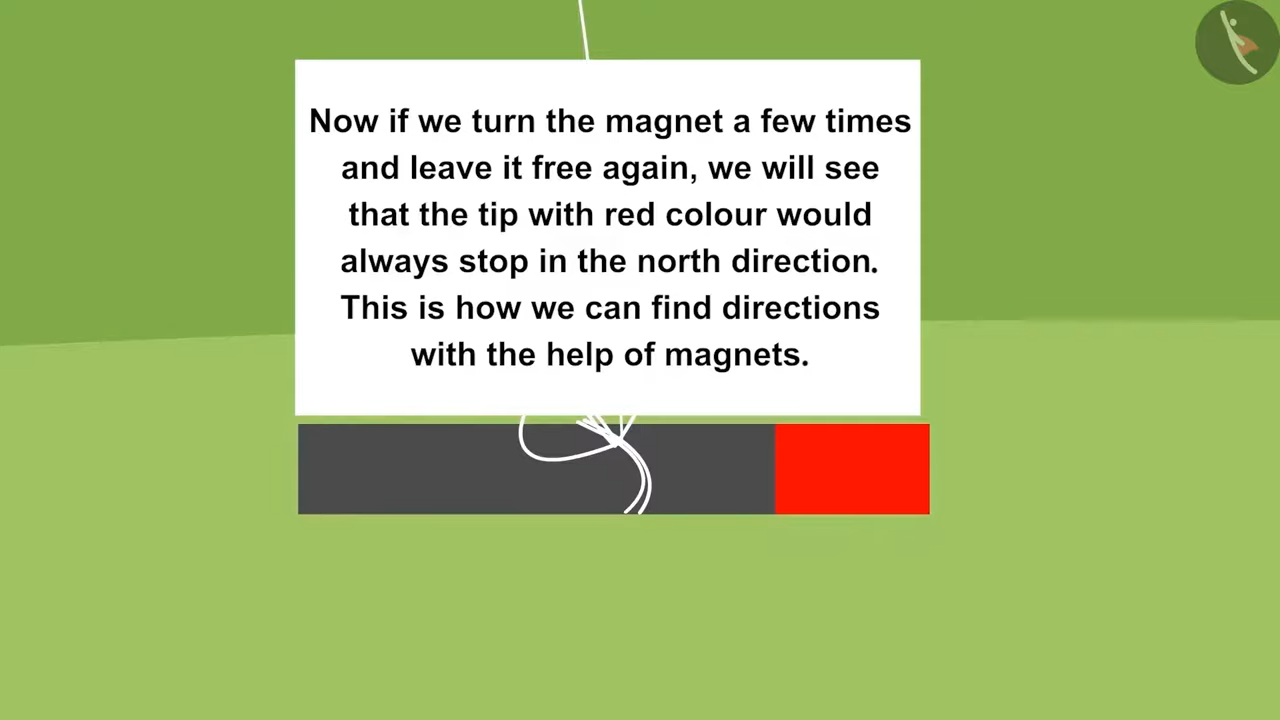 Now if we turn the magnet a few times
and leave it free again, we will see
that the tip with red colour would
always stop in the north direction.
This is how we can find directions
with the help of magnets.